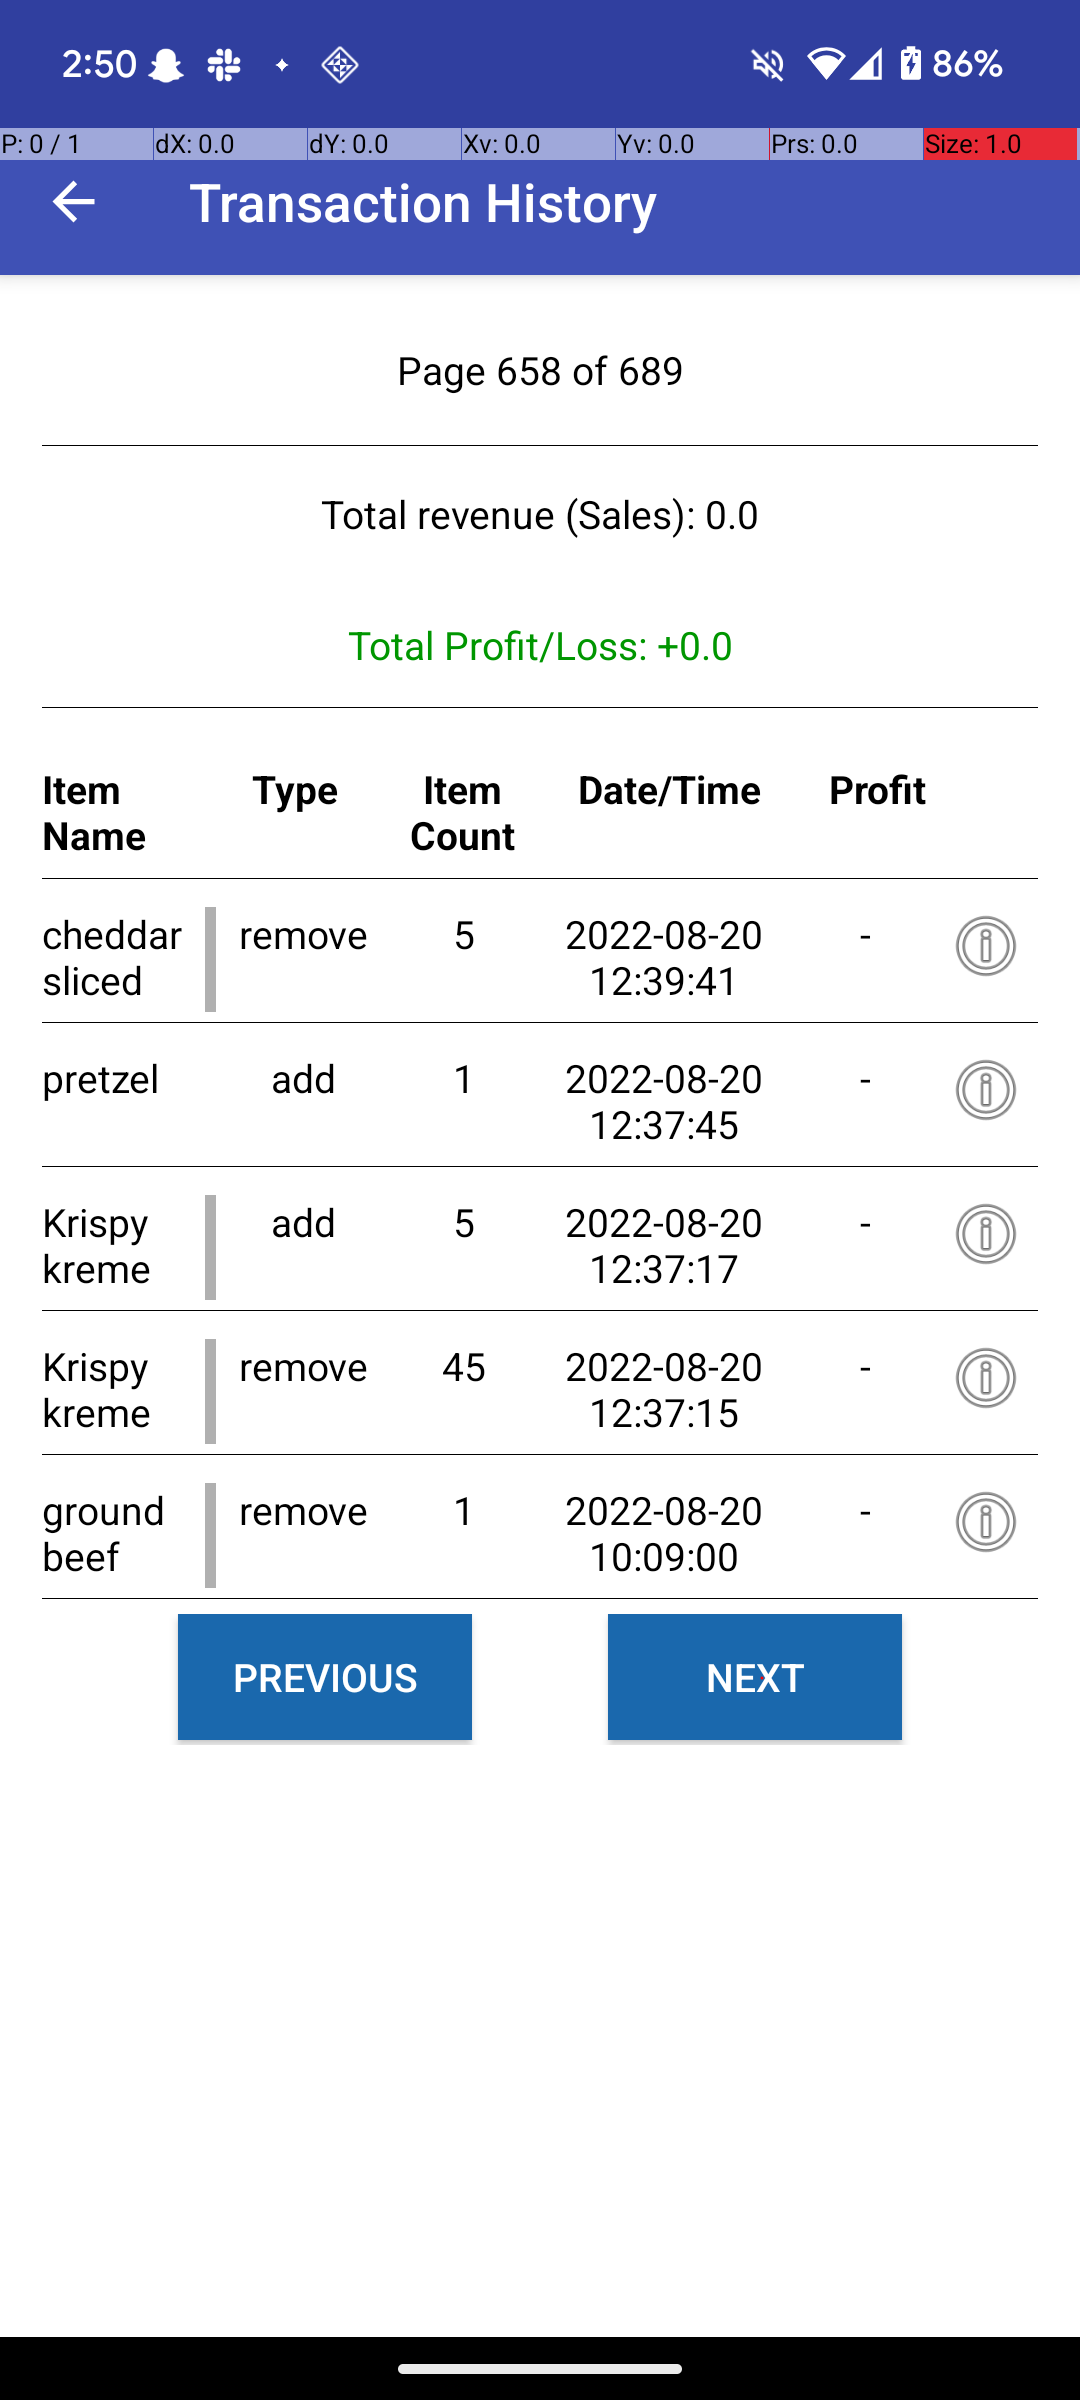 2:50 86%
P: 0 / 1 dX: 0.0 dY: 0.0 Xv: 0.0 Yv: 0.0 Prs: 0.0 Size: 1.0
Transaction History
Page 658 of 689
Total revenue (Sales): 0.0
Total Profit/Loss: +0.0
Item Name Type Item Count Date/Time Profit
cheddar sliced remove 5 2022-08-20 12:39:41 -
pretzel add 1 2022-08-20 12:37:45 -
Krispy kreme add 5 2022-08-20 12:37:17 -
Krispy kreme remove 45 2022-08-20 12:37:15 -
ground beef remove 1 2022-08-20 10:09:00 -
PREVIOUS NEXT